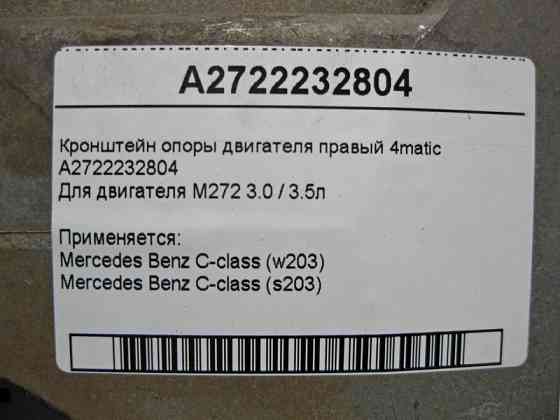 A2722232804
Кронштейн опоры двигателя правый 4matic
A2722232804
Для двигателя M272 3.0 / 3.5л
Применяется:
Mercedes Benz C-class (w203)
Mercedes Benz C-class (s203)